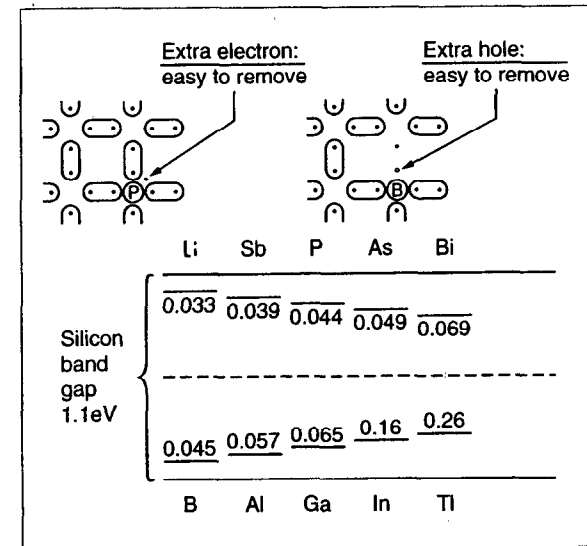 Extra electron:
easy to remove
Extra hole:
easy to remove
P
B
Li Sb P As Bi
0.033 0.039 0.044 0.049 0.069
Silicon
band
gap
1.1eV
0.045 0.057 0.065 0.16 0.26
B Al Ga In Tl